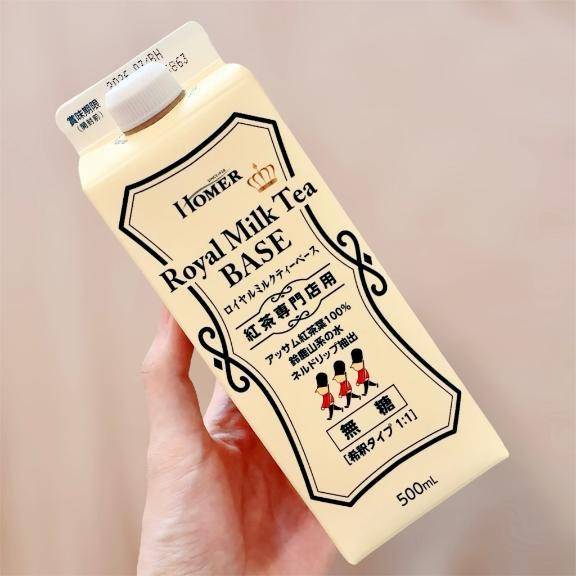 賞味期限
(開封前)
HOMER
Royal Milk Tea
BASE
ロイヤルミルクティーベース
紅茶専門店用
アッサム紅茶葉100%
鈴鹿山系の水
ネルドリップ抽出
無糖
[希釈タイプ 1:1]
500mL